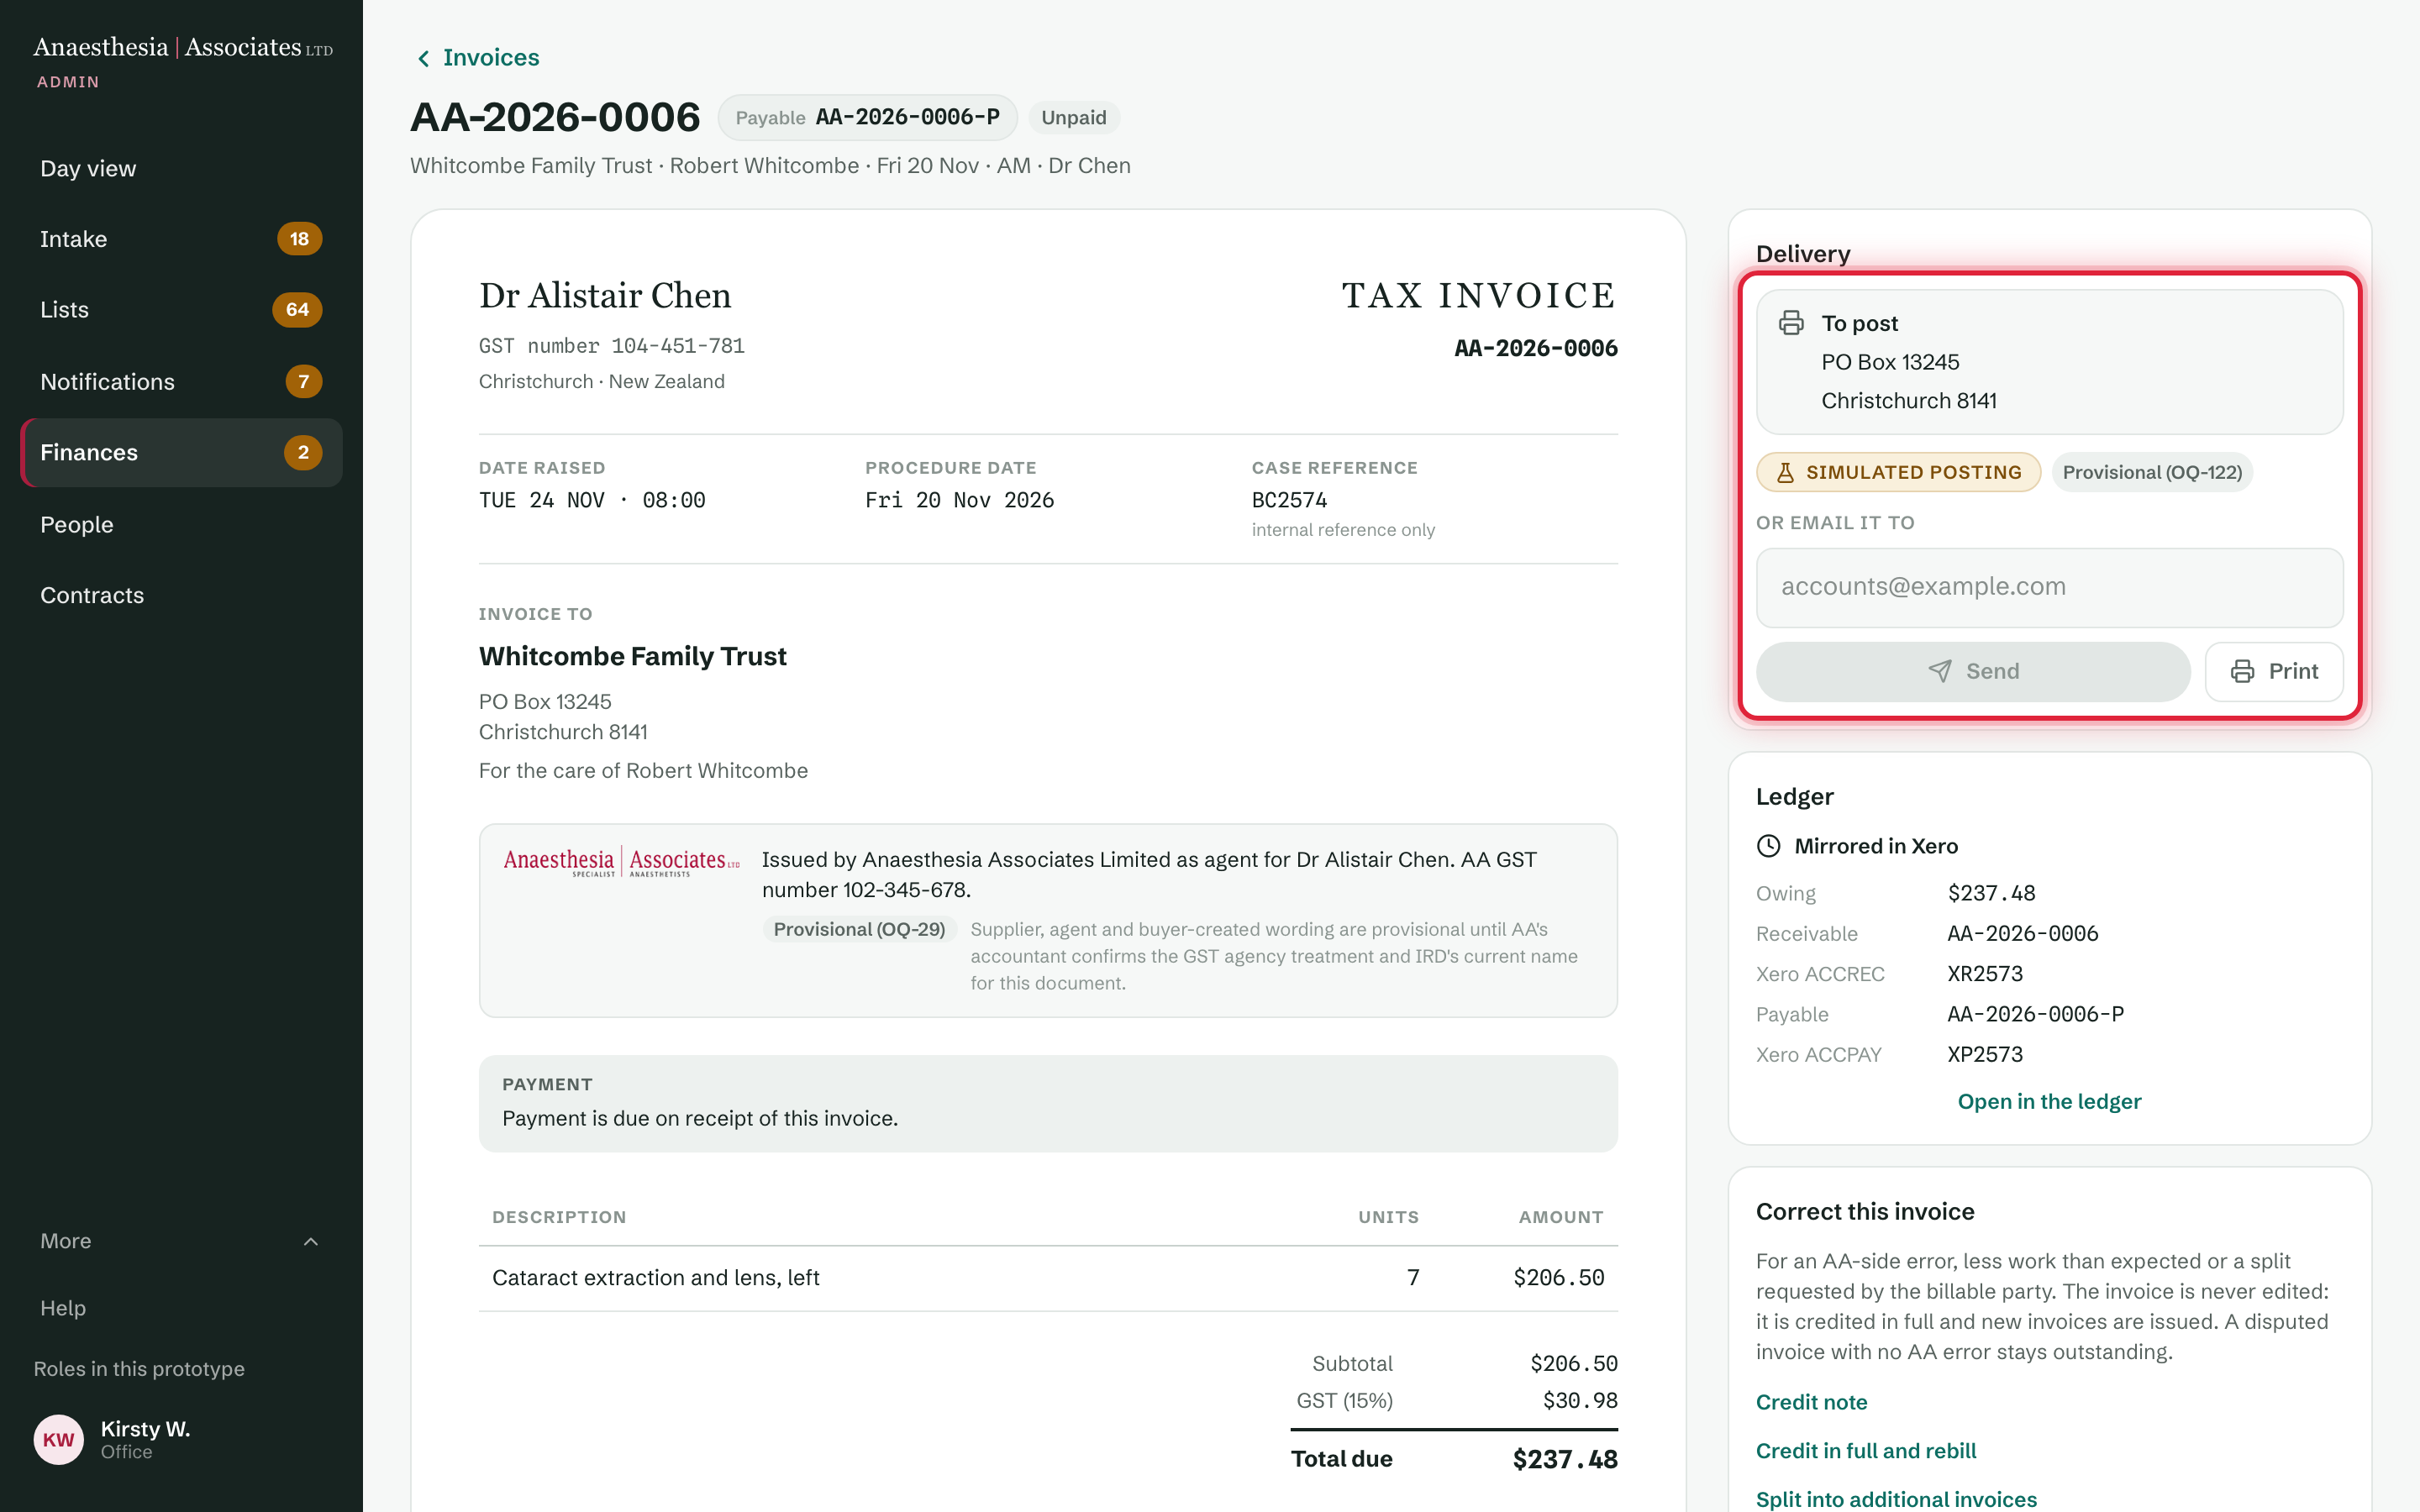 Anaesthesia | Associates LTD
ADMIN
Day view
Intake 18
Lists 64
Notifications 7
Finances 2
People
Contracts
More
Help
Roles in this prototype
KW
Kirsty W.
Office
Invoices
AA-2026-0006 Payable AA-2026-0006-P Unpaid
Whitcombe Family Trust · Robert Whitcombe · Fri 20 Nov · AM · Dr Chen
Dr Alistair Chen
GST number 104-451-781
Christchurch · New Zealand
TAX INVOICE
AA-2026-0006
DATE RAISED
TUE 24 NOV · 08:00
PROCEDURE DATE
Fri 20 Nov 2026
CASE REFERENCE
BC2574
internal reference only
INVOICE TO
Whitcombe Family Trust
PO Box 13245
Christchurch 8141
For the care of Robert Whitcombe
Anaesthesia | Associates LTD
SPECIALIST | ANAESTHETISTS
Issued by Anaesthesia Associates Limited as agent for Dr Alistair Chen. AA GST
number 102-345-678.
Provisional (OQ-29)
Supplier, agent and buyer-created wording are provisional until AA's
accountant confirms the GST agency treatment and IRD's current name
for this document.
PAYMENT
Payment is due on receipt of this invoice.
DESCRIPTION UNITS AMOUNT
Cataract extraction and lens, left 7 $206.50
Subtotal $206.50
GST (15%) $30.98
Total due $237.48
Delivery
To post
PO Box 13245
Christchurch 8141
SIMULATED POSTING Provisional (OQ-122)
OR EMAIL IT TO
accounts@example.com
Send Print
Ledger
Mirrored in Xero
Owing $237.48
Receivable AA-2026-0006
Xero ACCREC XR2573
Payable AA-2026-0006-P
Xero ACCPAY XP2573
Open in the ledger
Correct this invoice
For an AA-side error, less work than expected or a split
requested by the billable party. The invoice is never edited:
it is credited in full and new invoices are issued. A disputed
invoice with no AA error stays outstanding.
Credit note
Credit in full and rebill
Split into additional invoices